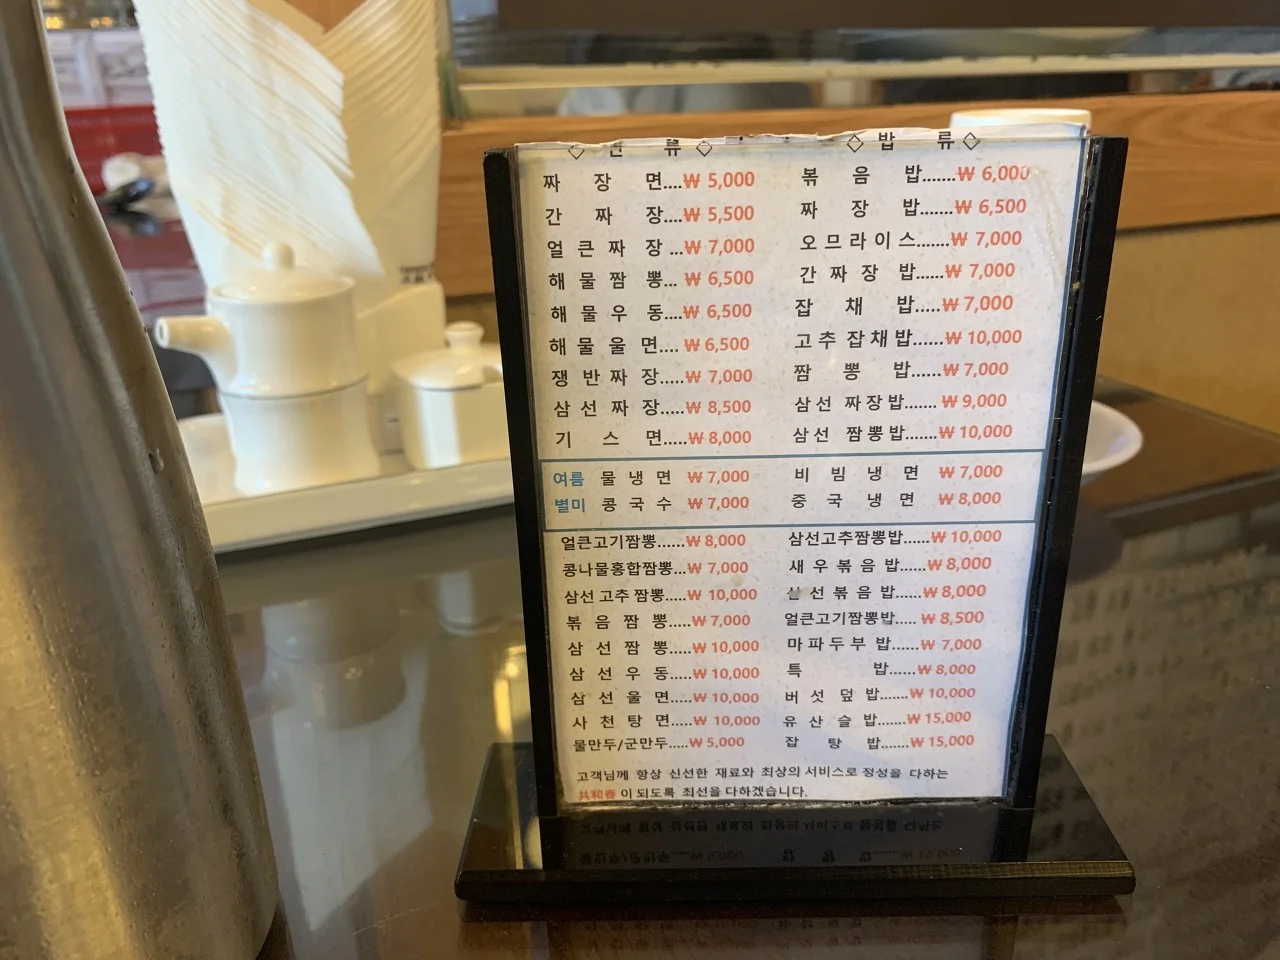 ◇ 면 류 ◇
짜 장 면....₩ 5,000
간 짜 장....₩ 5,500
얼 큰 짜 장 ...₩ 7,000
해 물 짬 뽕... ₩ 6,500
해 물 우 동....₩ 6,500
해 물 울 면.... ₩ 6,500
쟁 반 짜 장.....₩ 7,000
삼 선 짜 장.....₩ 8,500
기 스 면.....₩ 8,000
◇ 밥 류 ◇
볶 음 밥.......₩ 6,000
짜 장 밥.......₩ 6,500
오 므 라 이 스.......₩ 7,000
간 짜 장 밥......₩ 7,000
잡 채 밥.....₩ 7,000
고 추 잡 채 밥......₩ 10,000
짬 뽕 밥......₩ 7,000
삼 선 짜 장 밥.......₩ 9,000
삼 선 짬 뽕 밥.......₩ 10,000
여름 물 냉 면 ₩ 7,000
별미 콩 국 수 ₩ 7,000
비 빔 냉 면 ₩ 7,000
중 국 냉 면 ₩ 8,000
얼큰고기짬뽕......₩ 8,000
콩나물홍합짬뽕...₩ 7,000
삼선 고추 짬뽕.....₩ 10,000
볶 음 짬 뽕.....₩ 7,000
삼 선 짬 뽕.....₩ 10,000
삼 선 우 동.....₩ 10,000
삼 선 울 면.....₩ 10,000
사 천 탕 면.....₩ 10,000
물만두/군만두.....₩ 5,000
삼선고추짬뽕밥......₩ 10,000
새 우 볶 음 밥......₩ 8,000
선 볶 음 밥......₩ 8,000
얼큰고기짬뽕밥..... ₩ 8,500
마 파 두 부 밥..... ₩ 7,000
특 밥......₩ 8,000
버 섯 덮 밥.......₩ 10,000
유 산 슬 밥.......₩ 15,000
잡 탕 밥.......₩ 15,000
고객님께 항상 신선한 재료와 최상의 서비스로 정성을 다하는
共和春 이 되도록 최선을 다하겠습니다.